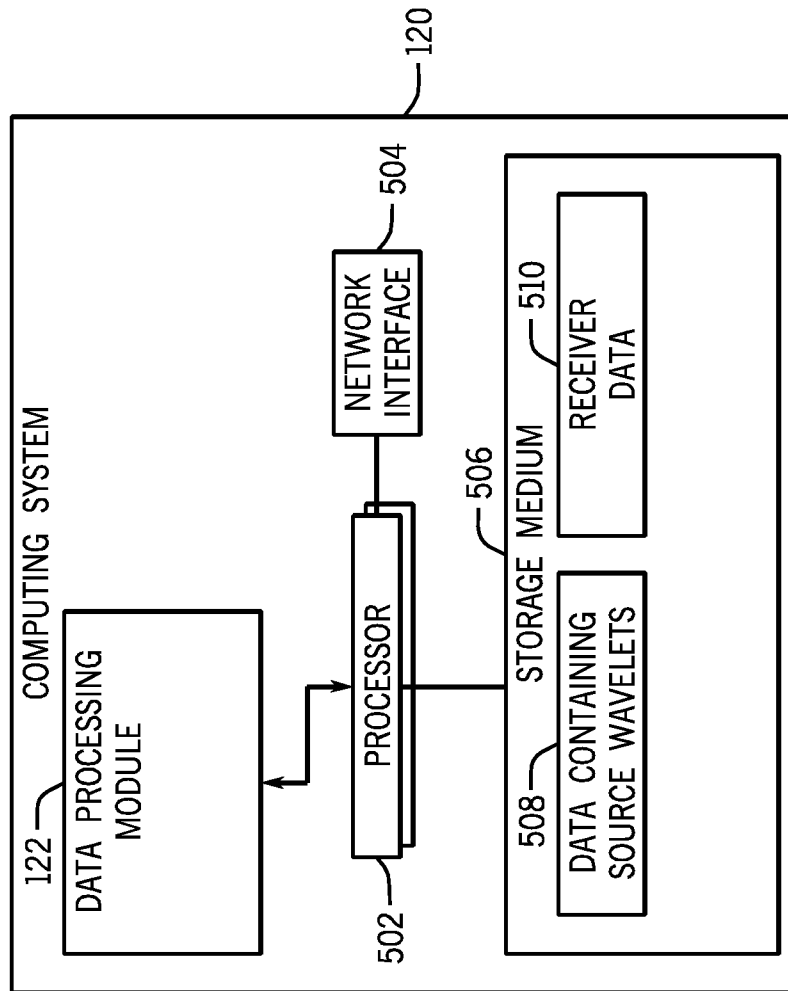 COMPUTING SYSTEM
122
DATA PROCESSING
MODULE
PROCESSOR
502
NETWORK
INTERFACE
504
STORAGE MEDIUM
506
508
DATA CONTAINING
SOURCE WAVELETS
510
RECEIVER
DATA
120